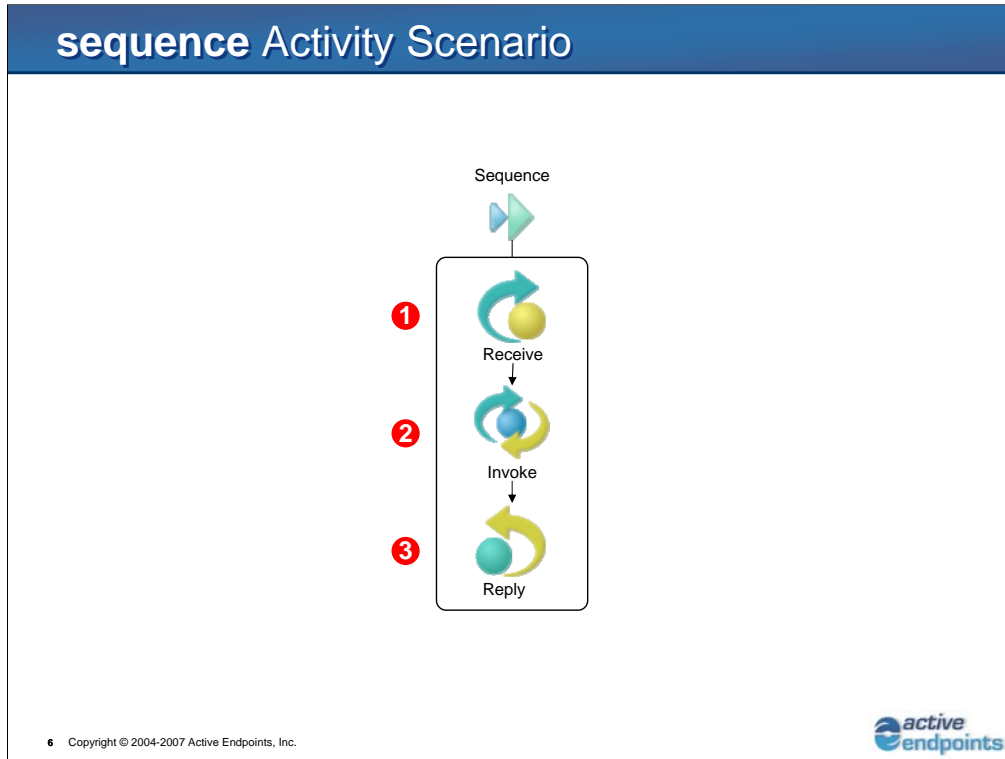 sequence Activity Scenario
Sequence
1
Receive
2
Invoke
3
Reply
6 Copyright © 2004-2007 Active Endpoints, Inc.
active
endpoints